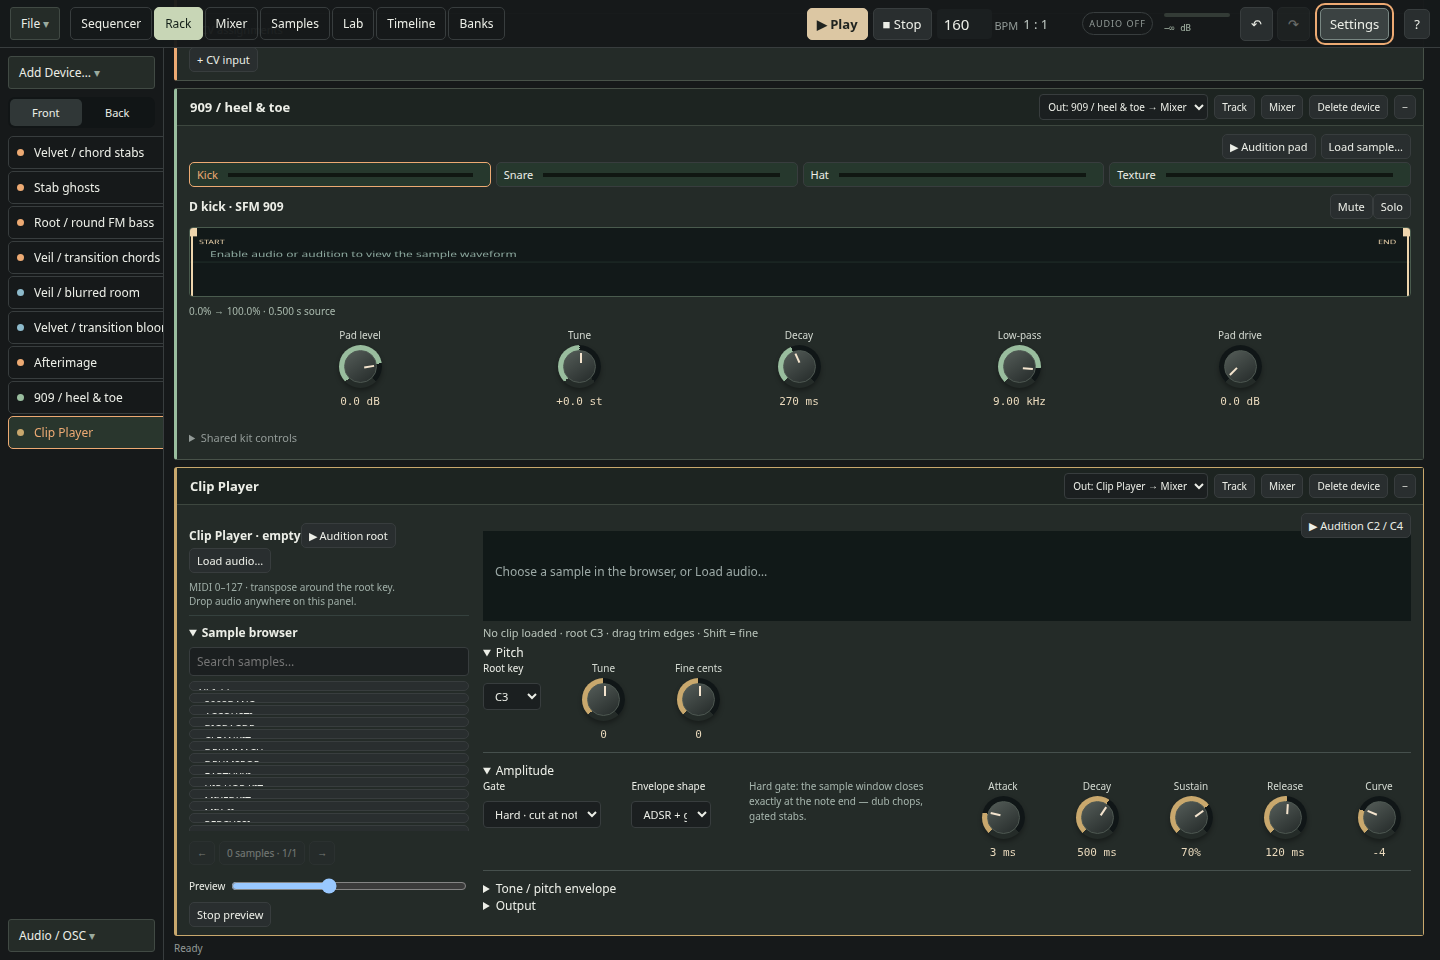 File ▾ Sequencer Rack Mixer Samples Lab Timeline Banks ▶ Play ■ Stop 160 BPM 1 : 1 AUDIO OFF −∞ dB ↶ ↷ Settings ?
Add Device... ▾
Front Back
Velvet / chord stabs
Stab ghosts
Root / round FM bass
Veil / transition chords
Veil / blurred room
Velvet / transition bloor
Afterimage
909 / heel & toe
Clip Player
Audio / OSC ▾
+ CV input
909 / heel & toe Out: 909 / heel & toe → Mixer Track Mixer Delete device −
▶ Audition pad Load sample...
Kick Snare Hat Texture
D kick · SFM 909 Mute Solo
START END
Enable audio or audition to view the sample waveform
0.0% → 100.0% · 0.500 s source
Pad level Tune Decay Low-pass Pad drive
0.0 dB +0.0 st 270 ms 9.00 kHz 0.0 dB
▶ Shared kit controls
Clip Player Out: Clip Player → Mixer Track Mixer Delete device −
▶ Audition C2 / C4
Clip Player · empty ▶ Audition root
Load audio...
MIDI 0–127 · transpose around the root key.
Drop audio anywhere on this panel.
▼ Sample browser
Search samples...
← 0 samples · 1/1 →
Preview
Stop preview
Choose a sample in the browser, or Load audio...
No clip loaded · root C3 · drag trim edges · Shift = fine
▼ Pitch
Root key Tune Fine cents
C3
0 0
▼ Amplitude
Gate Envelope shape
Hard · cut at not ADSR + g
Hard gate: the sample window closes
exactly at the note end — dub chops,
gated stabs.
Attack Decay Sustain Release Curve
3 ms 500 ms 70% 120 ms -4
▶ Tone / pitch envelope
▶ Output
Ready